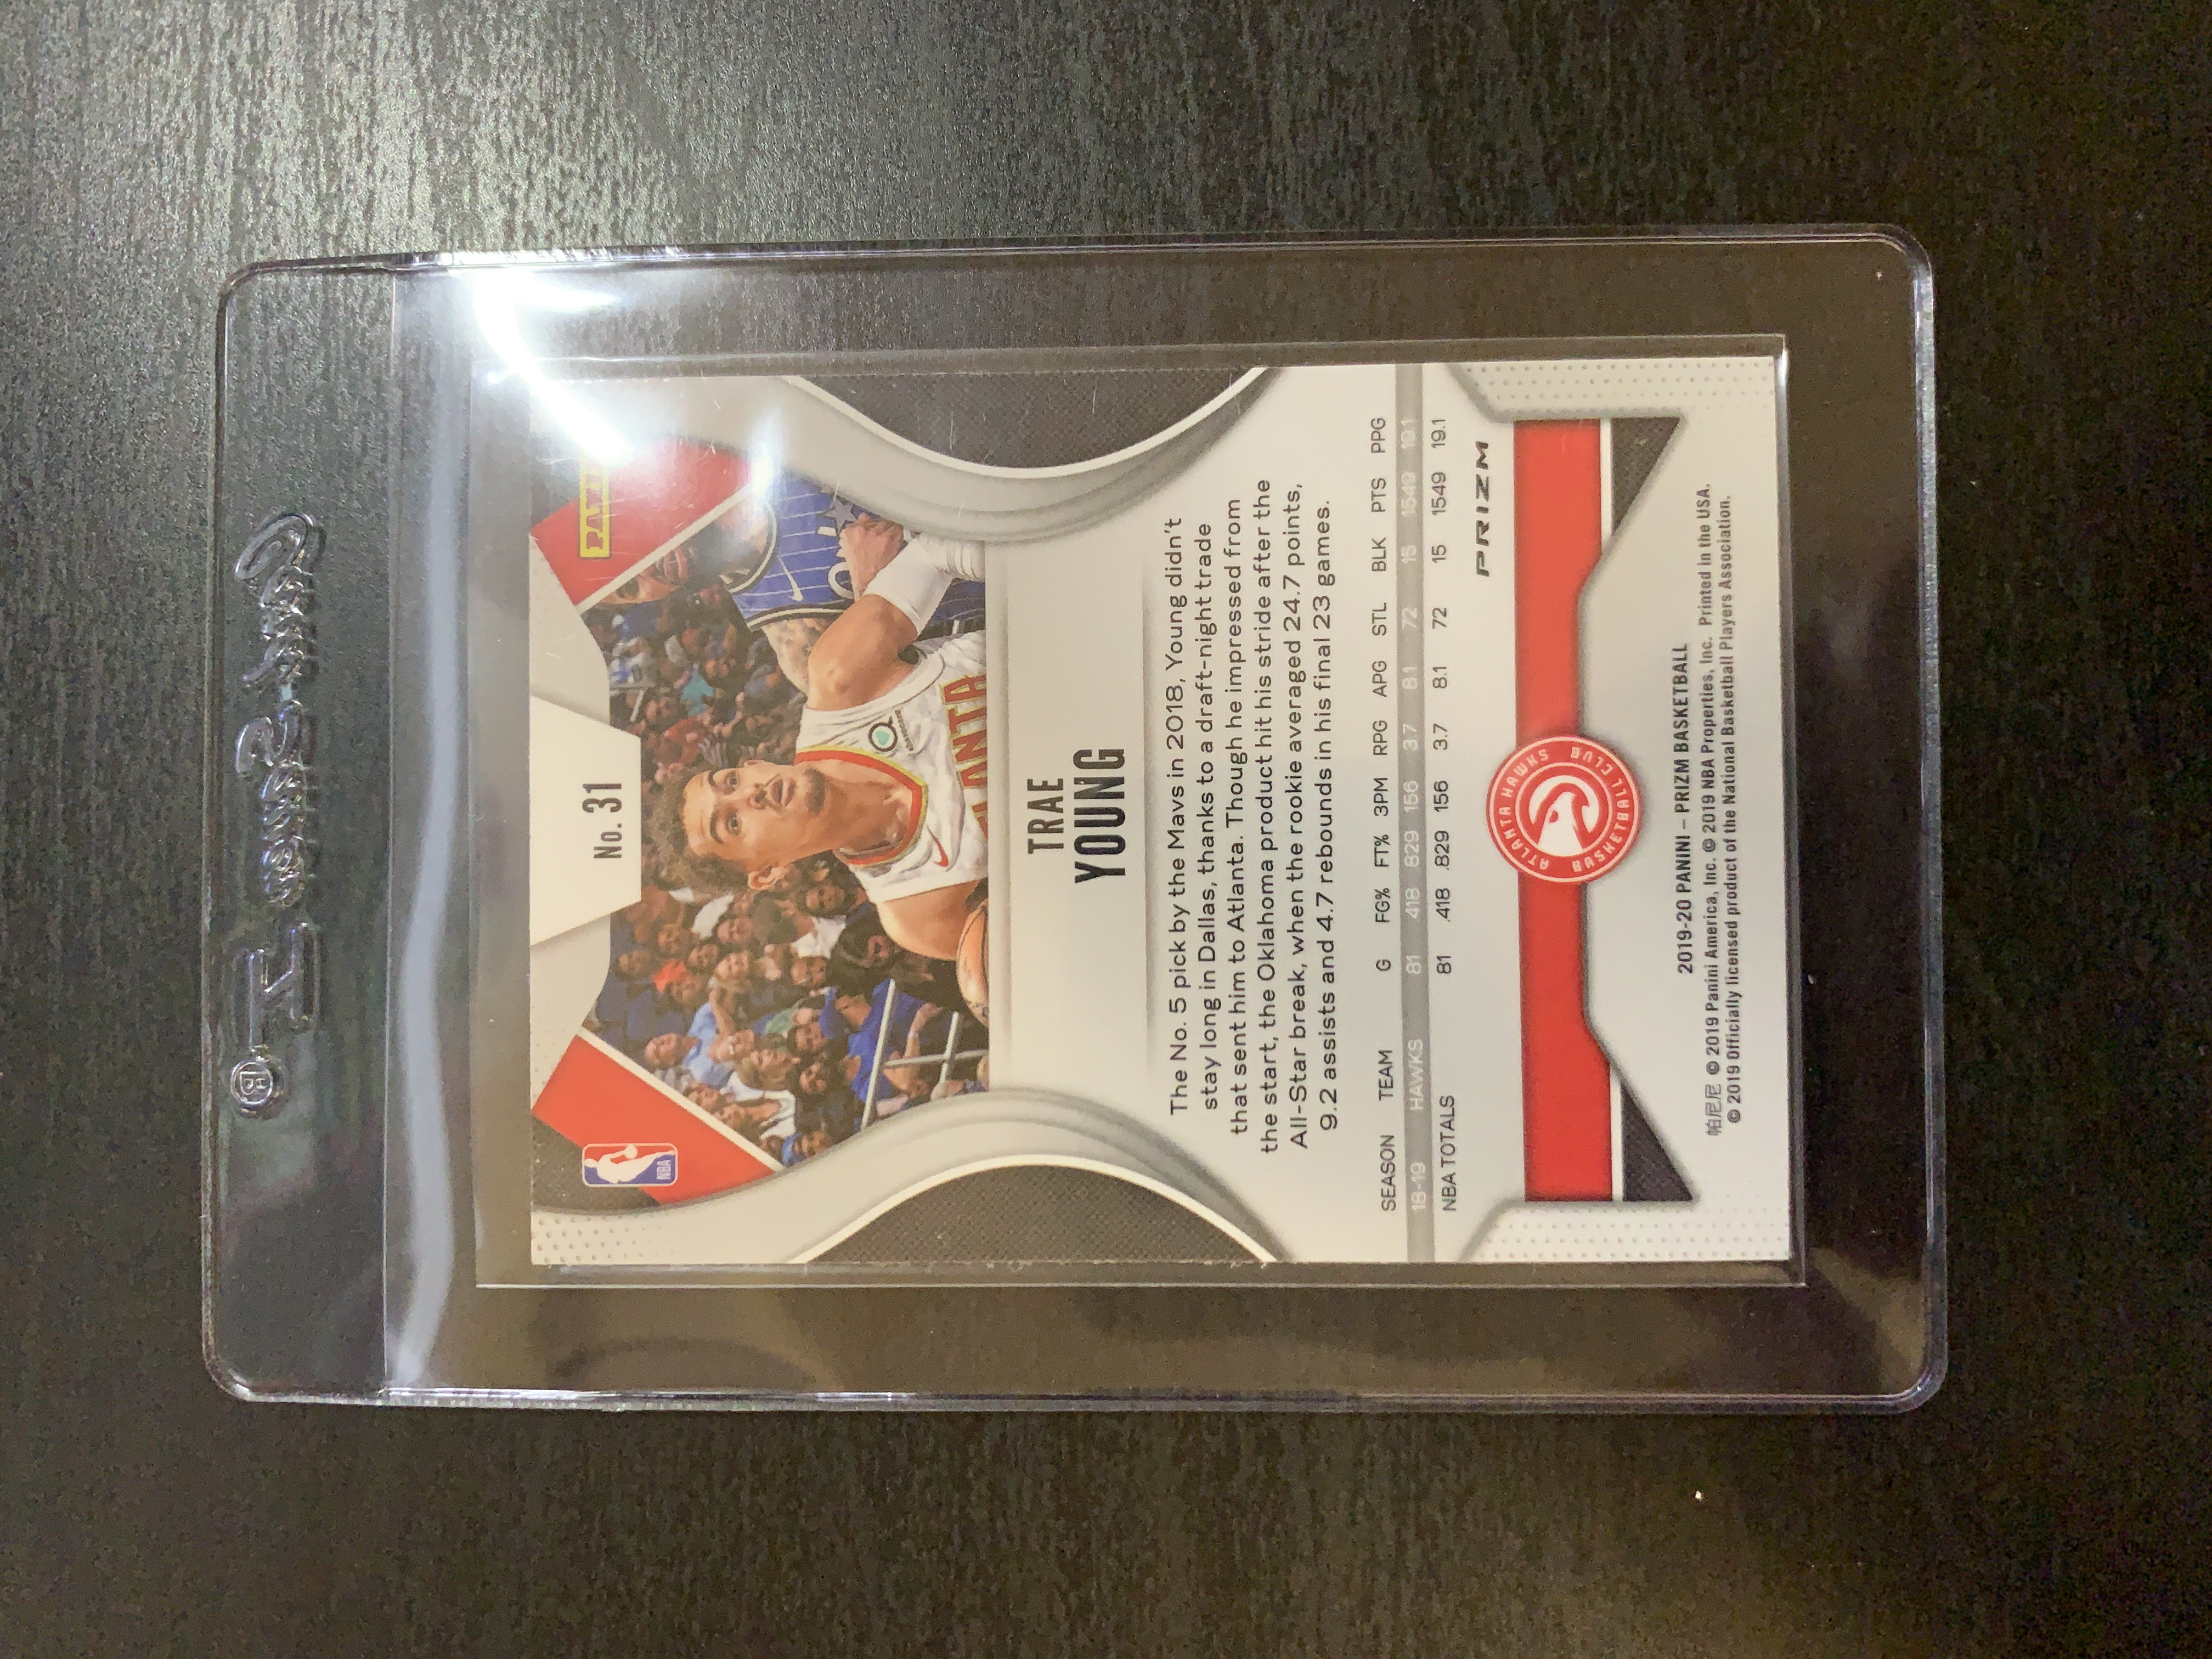 Card Saver I®
No. 31
NBA
PANINI
sharecare
ATLANTA
TRAE
YOUNG
The No. 5 pick by the Mavs in 2018, Young didn't
stay long in Dallas, thanks to a draft-night trade
that sent him to Atlanta. Though he impressed from
the start, the Oklahoma product hit his stride after the
All-Star break, when the rookie averaged 24.7 points,
9.2 assists and 4.7 rebounds in his final 23 games.
SEASON TEAM G FG% FT% 3PM RPG APG STL BLK PTS PPG
18-19 HAWKS 81 .418 .829 156 3.7 8.1 72 15 1549 19.1
NBA TOTALS 81 .418 .829 156 3.7 8.1 72 15 1549 19.1
PRIZM
ATLANTA HAWKS
BASKETBALL CLUB
2019-20 PANINI – PRIZM BASKETBALL
帕尼尼 © 2019 Panini America, Inc. © 2019 NBA Properties, Inc. Printed in the USA.
© 2019 Officially licensed product of the National Basketball Players Association.